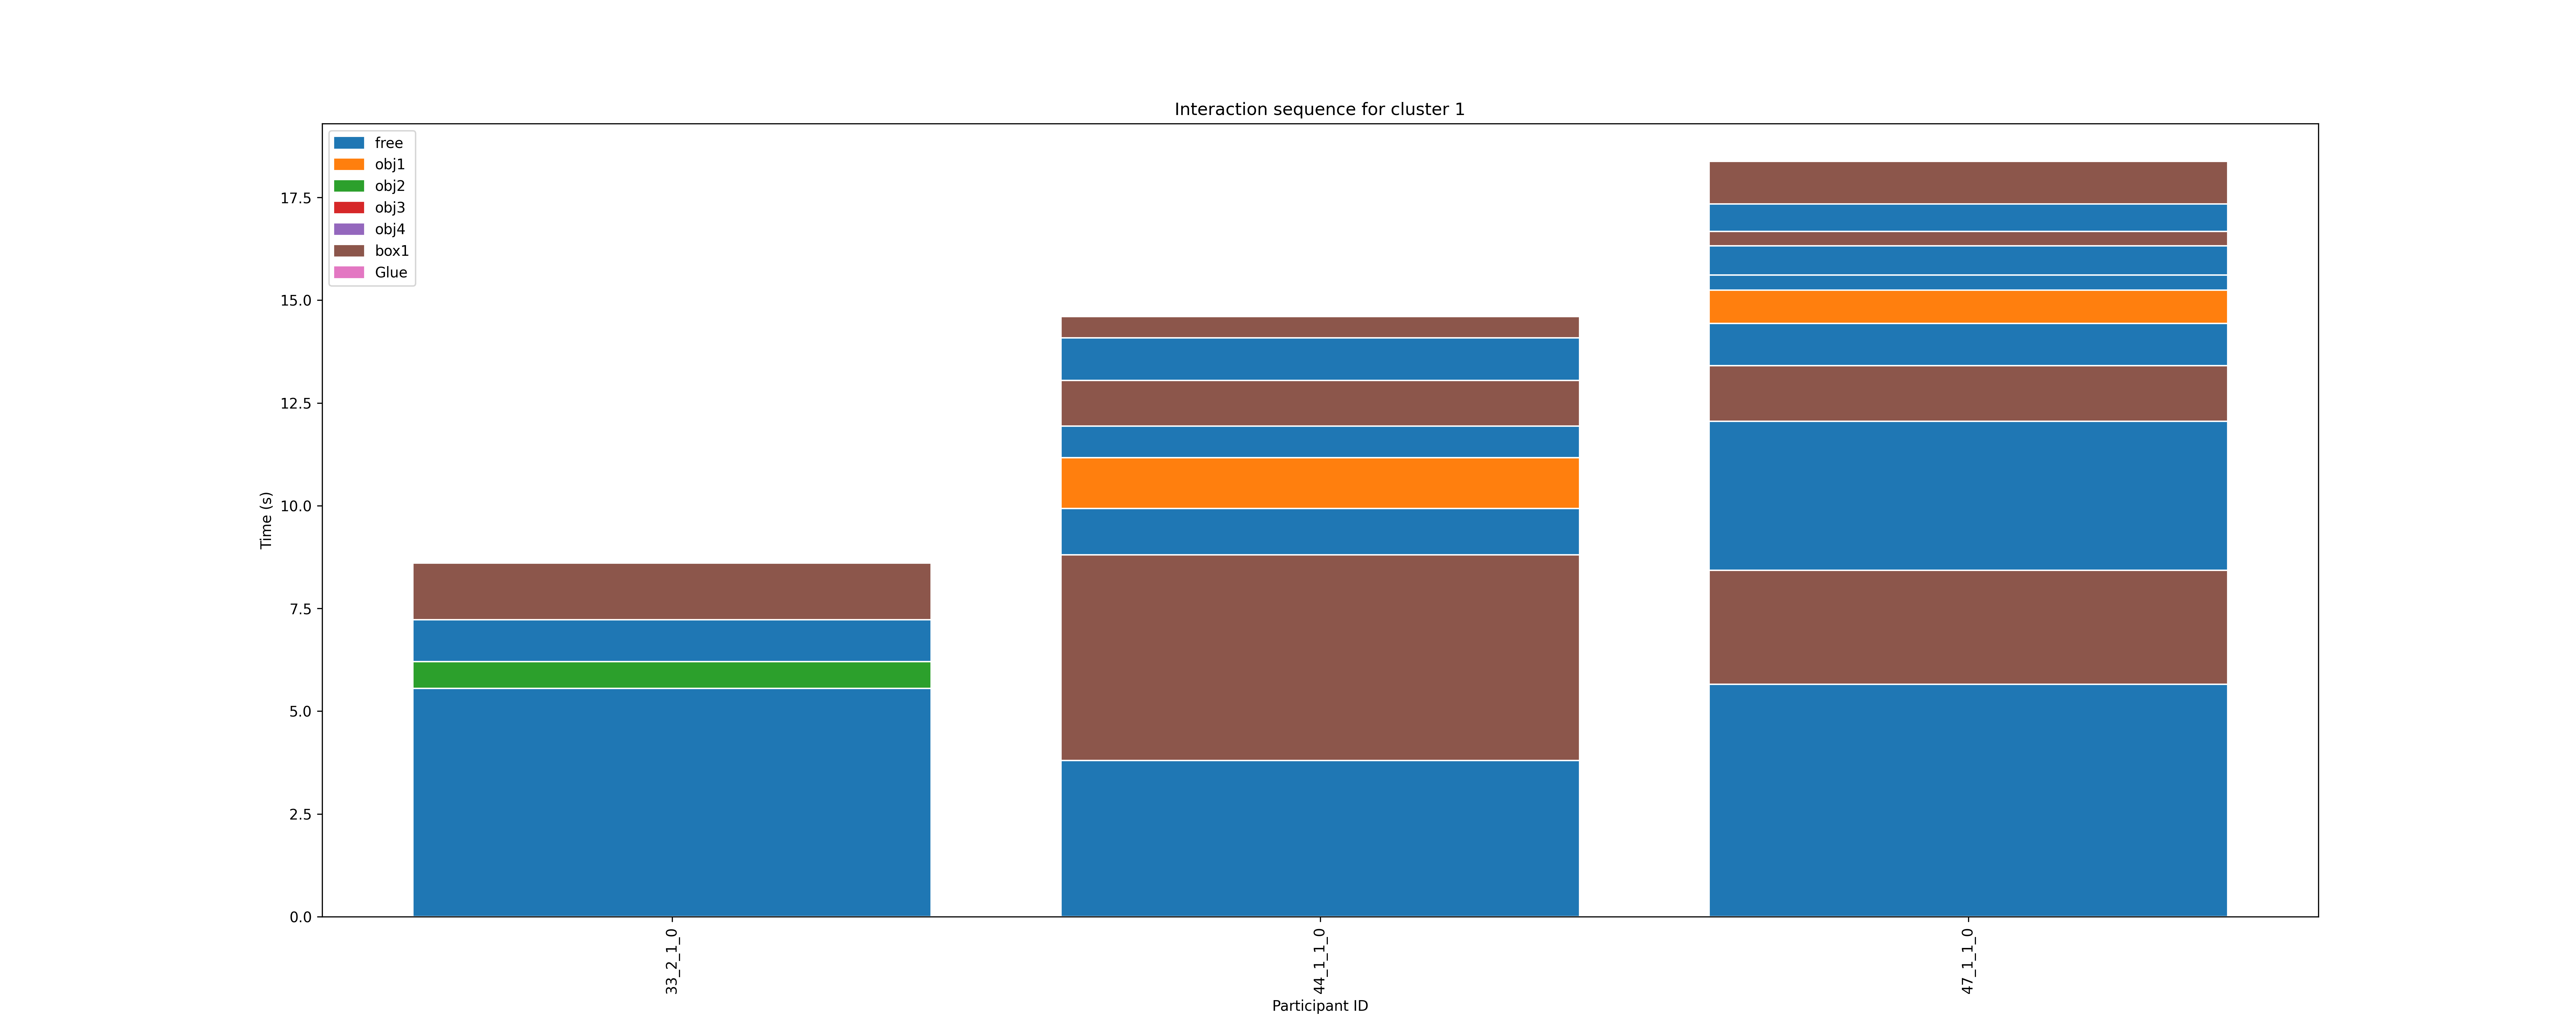 Interaction sequence for cluster 1
free
obj1
obj2
obj3
obj4
box1
Glue
17.5
15.0
12.5
10.0
7.5
5.0
2.5
0.0
Time (s)
33_2_1_0
44_1_1_0
47_1_1_0
Participant ID